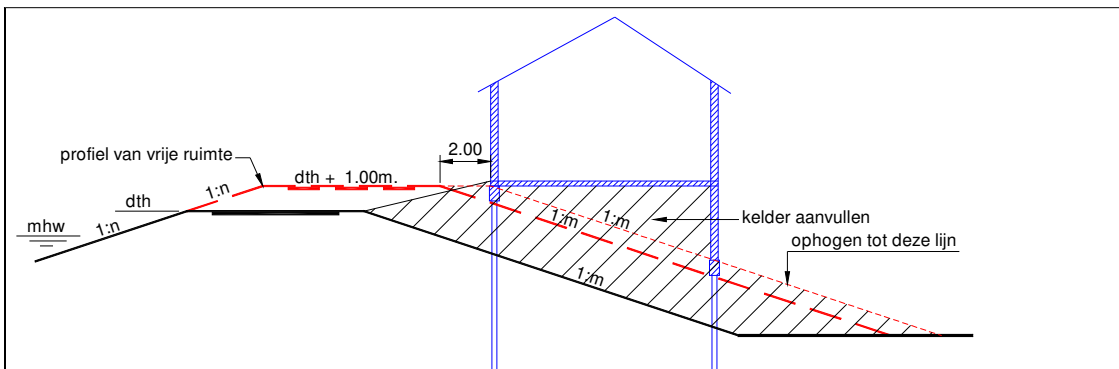 2.00
profiel van vrije ruimte
dth + 1.00m.
1:n
dth
mhw
1:n
1:m
1:m
kelder aanvullen
ophogen tot deze lijn
1:m